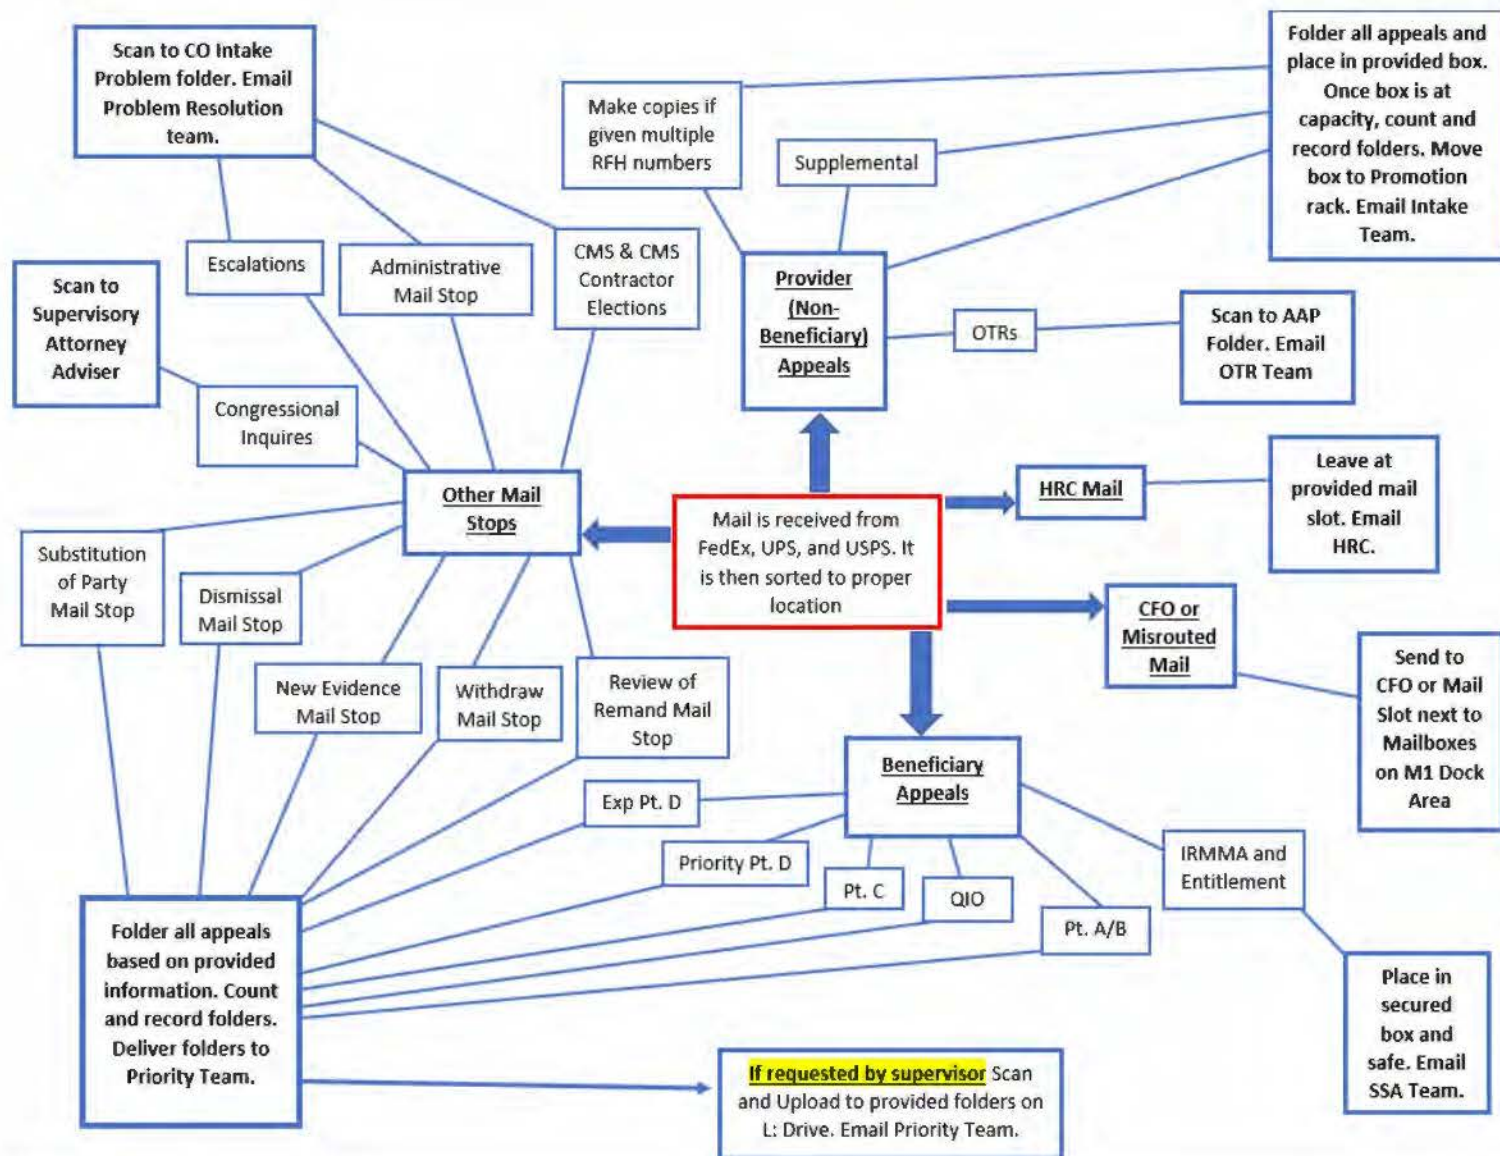 Scan to CO Intake
Problem folder. Email
Problem Resolution
team.
Make copies if
given multiple
RFH numbers
Supplemental
Folder all appeals and
place in provided box.
Once box is at
capacity, count and
record folders. Move
box to Promotion
rack. Email Intake
Team.
Escalations
Administrative
Mail Stop
CMS & CMS
Contractor
Elections
Provider
(Non-
Beneficiary)
Appeals
OTRs
Scan to AAP
Folder. Email
OTR Team
Scan to
Supervisory
Attorney
Adviser
Congressional
Inquires
Other Mail
Stops
Mail is received from
FedEx, UPS, and USPS. It
is then sorted to proper
location
HRC Mail
Leave at
provided mail
slot. Email
HRC.
Substitution
of Party
Mail Stop
Dismissal
Mail Stop
New Evidence
Mail Stop
Withdraw
Mail Stop
Review of
Remand Mail
Stop
CFO or
Misrouted
Mail
Send to
CFO or Mail
Slot next to
Mailboxes
on M1 Dock
Area
Beneficiary
Appeals
Exp Pt. D
Priority Pt. D
Pt. C
QIO
Pt. A/B
IRMMA and
Entitlement
Folder all appeals
based on provided
information. Count
and record folders.
Deliver folders to
Priority Team.
Place in
secured
box and
safe. Email
SSA Team.
If requested by supervisor Scan
and Upload to provided folders on
L: Drive. Email Priority Team.